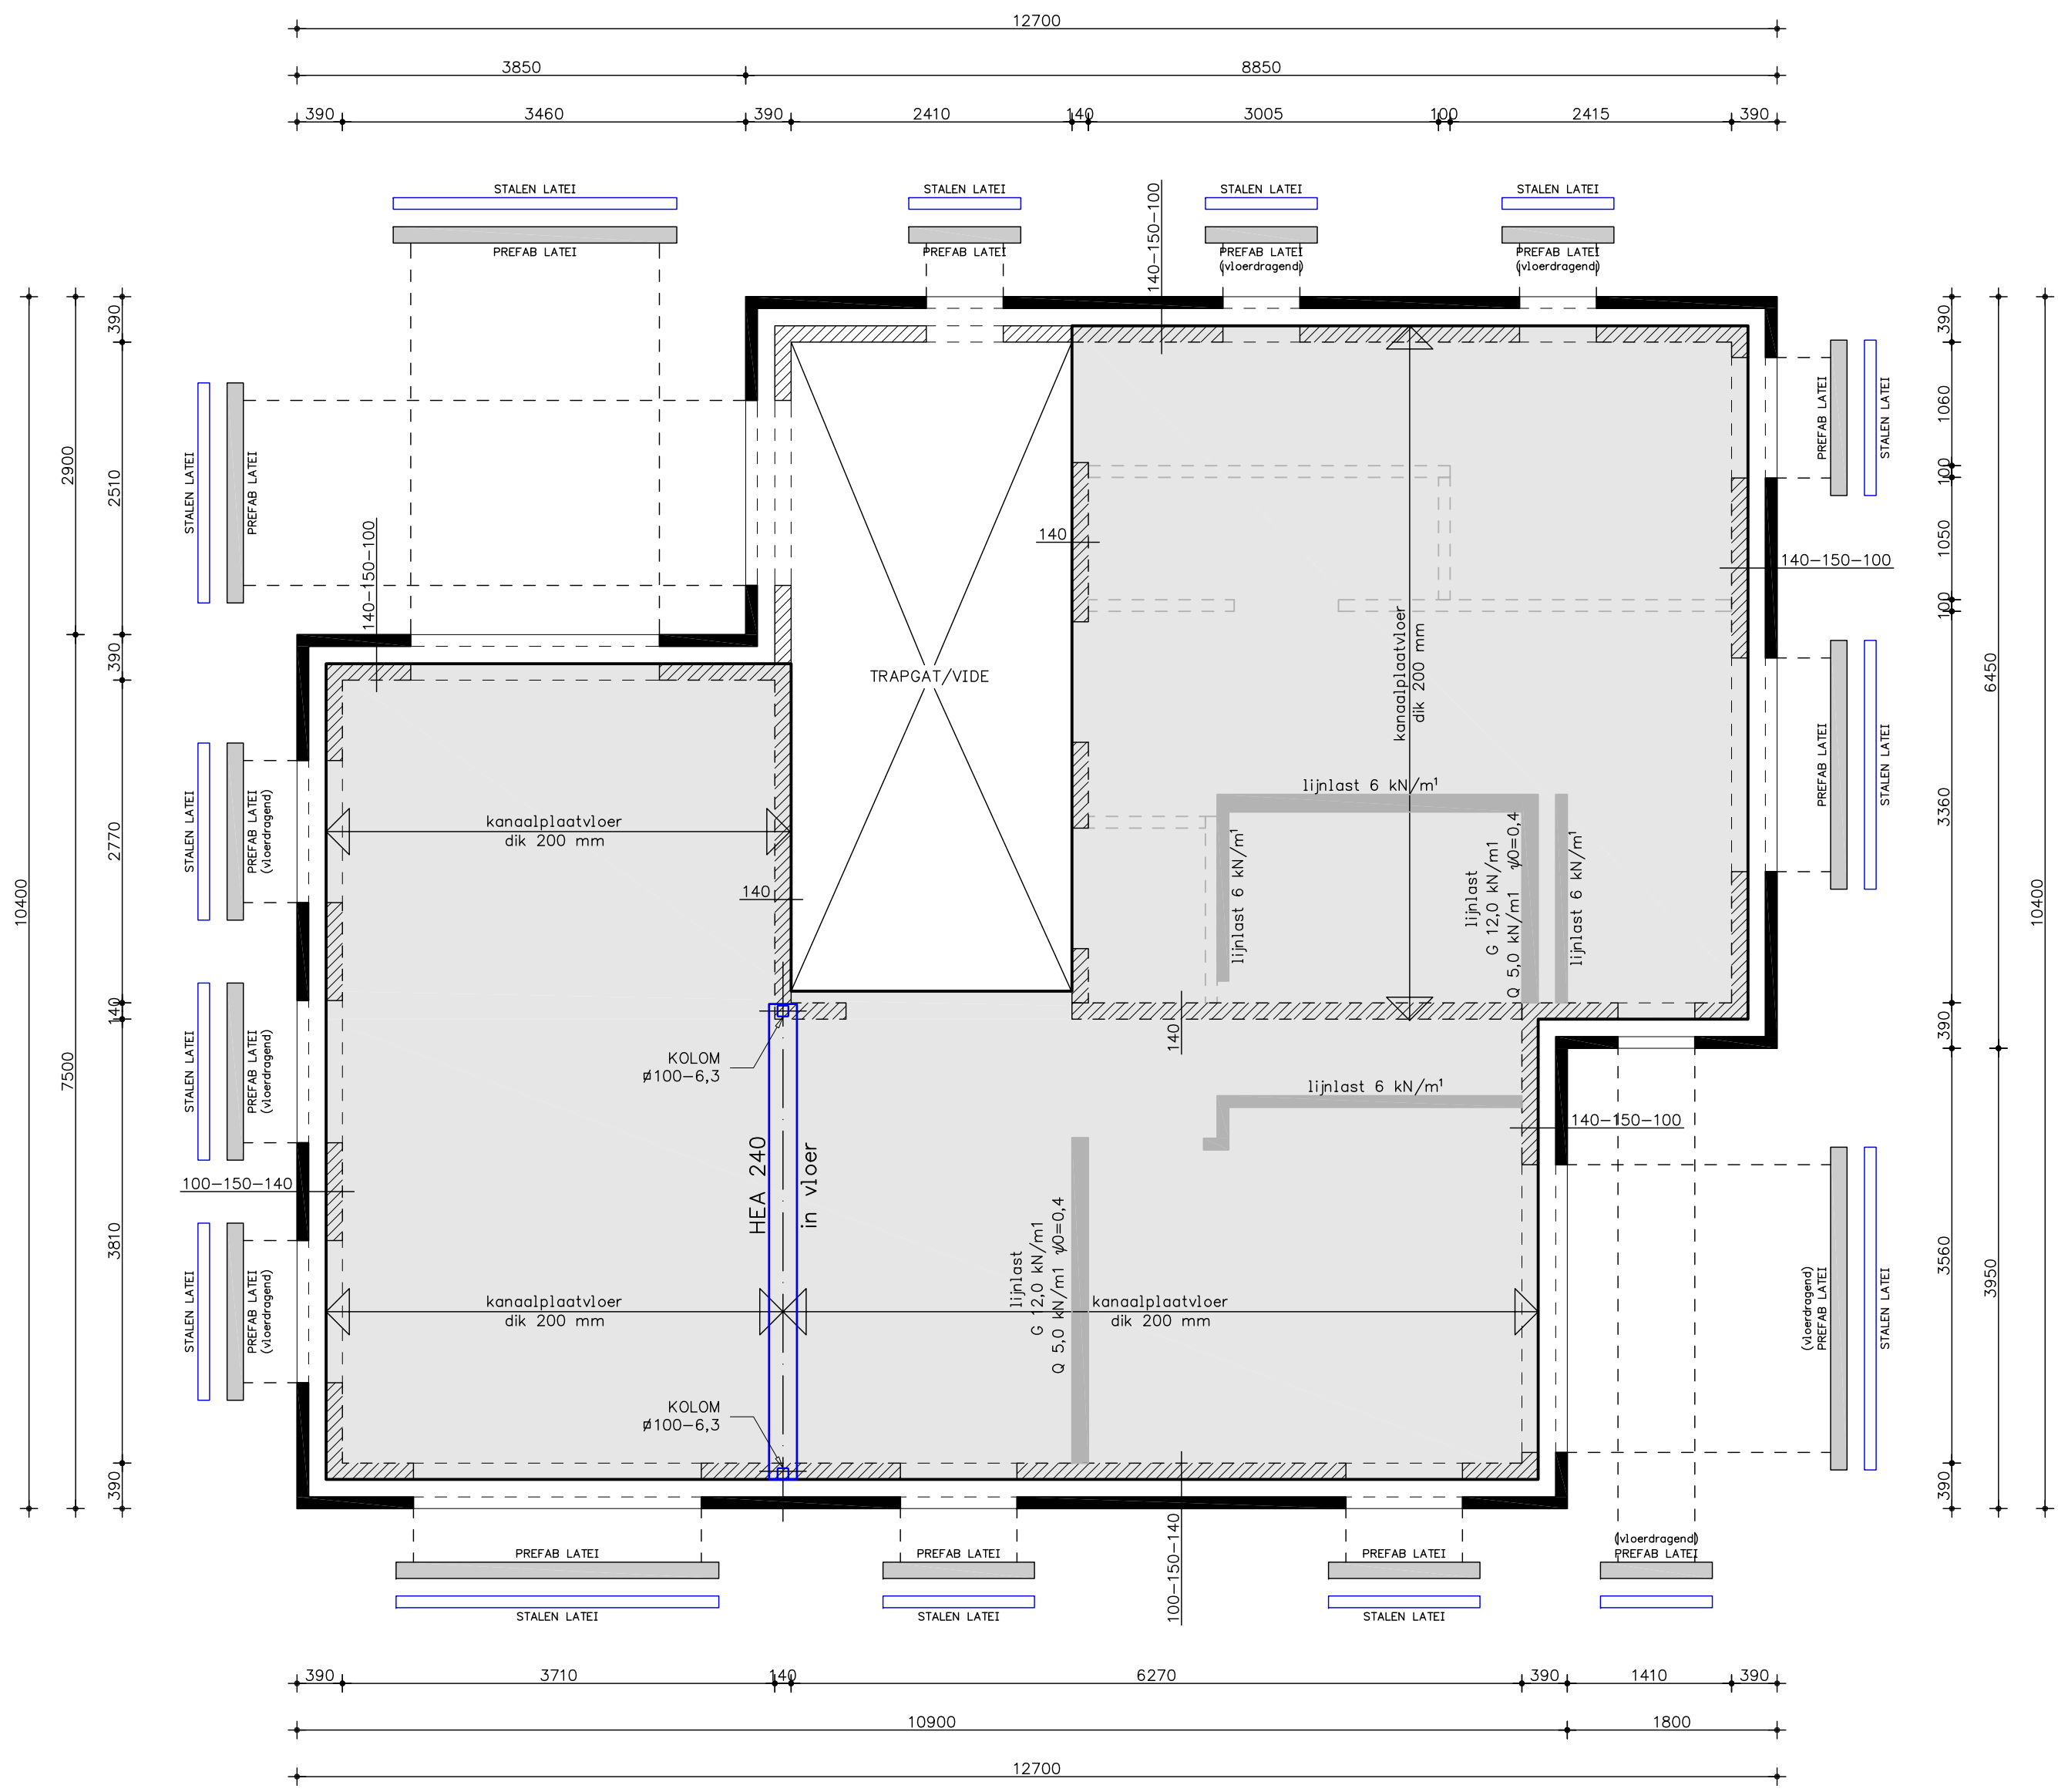 12700
3850
8850
390
3460
390
2410
140
3005
100
2415
390
STALEN LATEI
PREFAB LATEI
STALEN LATEI
PREFAB LATEI
140-150-100
STALEN LATEI
PREFAB LATEI
(vloerdragend)
STALEN LATEI
PREFAB LATEI
(vloerdragend)
10400
2900
7500
390
2510
390
2770
140
3810
390
STALEN LATEI
PREFAB LATEI
140-150-100
STALEN LATEI
PREFAB LATEI
(vloerdragend)
STALEN LATEI
PREFAB LATEI
(vloerdragend)
100-150-140
STALEN LATEI
PREFAB LATEI
(vloerdragend)
140
TRAPGAT/VIDE
kanaalplaatvloer
dik 200 mm
kanaalplaatvloer
dik 200 mm
140
lijnlast 6 kN/m¹
lijnlast 6 kN/m¹
lijnlast
G 12,0 kN/m1
Q 5,0 kN/m1 ψ0=0,4
lijnlast 6 kN/m¹
140
KOLOM
⌀100-6,3
HEA 240
in vloer
lijnlast 6 kN/m¹
140-150-100
lijnlast
G 12,0 kN/m1
Q 5,0 kN/m1 ψ0=0,4
kanaalplaatvloer
dik 200 mm
kanaalplaatvloer
dik 200 mm
KOLOM
⌀100-6,3
100-150-140
PREFAB LATEI
STALEN LATEI
140-150-100
PREFAB LATEI
STALEN LATEI
(vloerdragend)
PREFAB LATEI
STALEN LATEI
390
1060
100
1050
100
3360
390
3560
390
6450
3950
10400
PREFAB LATEI
STALEN LATEI
PREFAB LATEI
STALEN LATEI
PREFAB LATEI
STALEN LATEI
(vloerdragend)
PREFAB LATEI
390
3710
140
6270
390
1410
390
10900
1800
12700